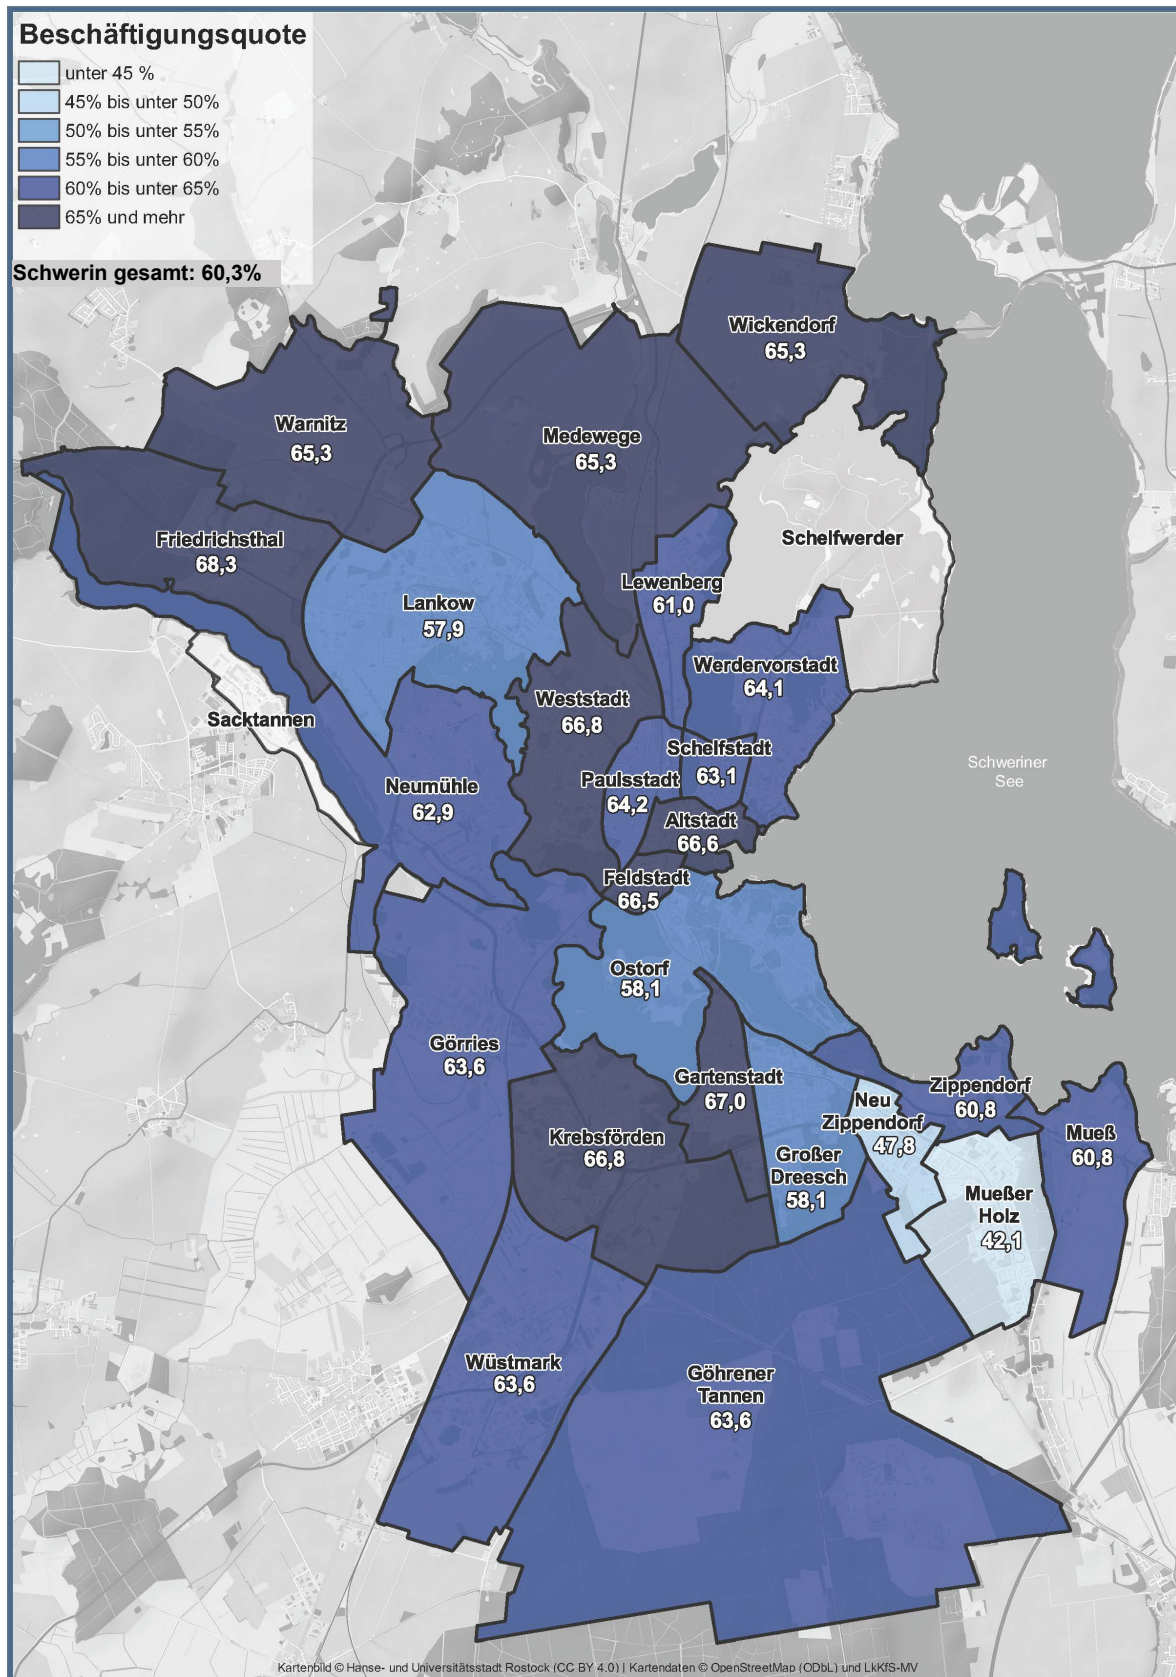 Beschäftigungsquote
unter 45 %
45% bis unter 50%
50% bis unter 55%
55% bis unter 60%
60% bis unter 65%
65% und mehr
Schwerin gesamt: 60,3%
Wickendorf
65,3
Warnitz
65,3
Medewege
65,3
Friedrichsthal
68,3
Schelfwerder
Lewenberg
61,0
Lankow
57,9
Werdervorstadt
64,1
Weststadt
66,8
Sacktannen
Schelfstadt
63,1
Schweriner
See
Neumühle
62,9
Paulsstadt
64,2
Altstadt
66,6
Feldstadt
66,5
Ostorf
58,1
Görries
63,6
Gartenstadt
67,0
Zippendorf
60,8
Neu
Zippendorf
47,8
Krebsförden
66,8
Mueß
60,8
Großer
Dreesch
58,1
Mueßer
Holz
42,1
Wüstmark
63,6
Göhrener
Tannen
63,6
Kartenbild © Hanse- und Universitätsstadt Rostock (CC BY 4.0) | Kartendaten © OpenStreetMap (ODbL) und LkKfS-MV